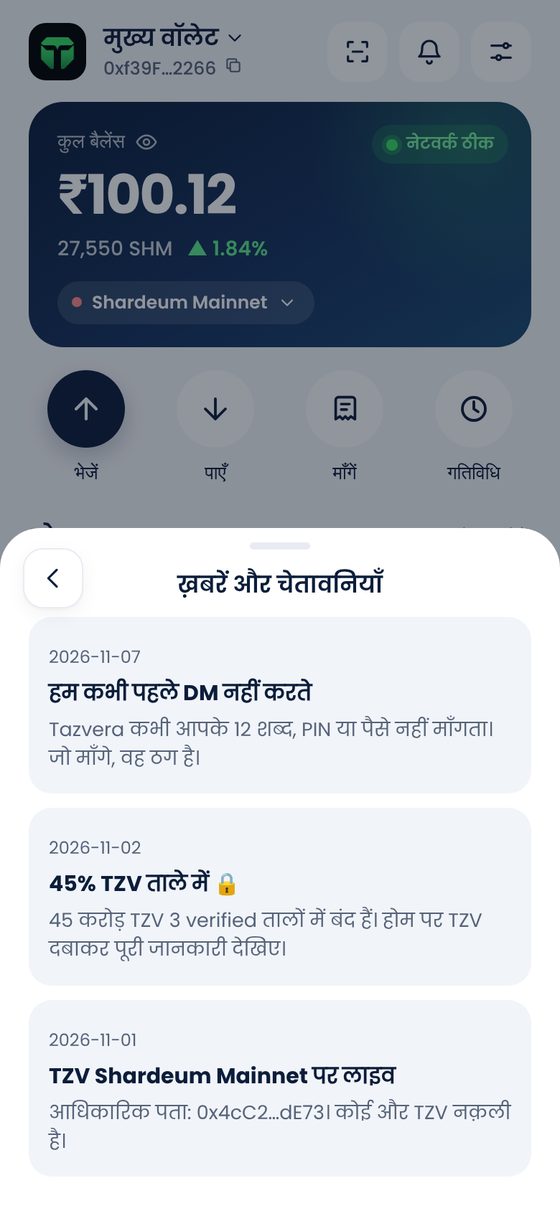 मुख्य वॉलेट
0xf39F...2266
कुल बैलेंस
नेटवर्क ठीक
₹100.12
27,550 SHM ▲ 1.84%
Shardeum Mainnet
भेजें
पाएँ
माँगें
गतिविधि
ख़बरें और चेतावनियाँ
2026-11-07
हम कभी पहले DM नहीं करते
Tazvera कभी आपके 12 शब्द, PIN या पैसे नहीं माँगता।
जो माँगे, वह ठग है।
2026-11-02
45% TZV ताले में 🔒
45 करोड़ TZV 3 verified तालों में बंद हैं। होम पर TZV
दबाकर पूरी जानकारी देखिए।
2026-11-01
TZV Shardeum Mainnet पर लाइव
आधिकारिक पता: 0x4cC2...dE73। कोई और TZV नक़ली
है।